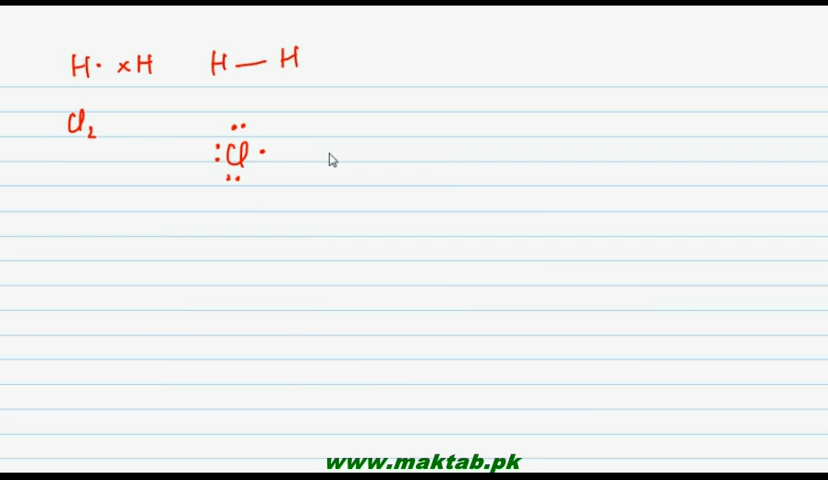 H· ×H H — H
Cl₂
:Cl·
www.maktab.pk